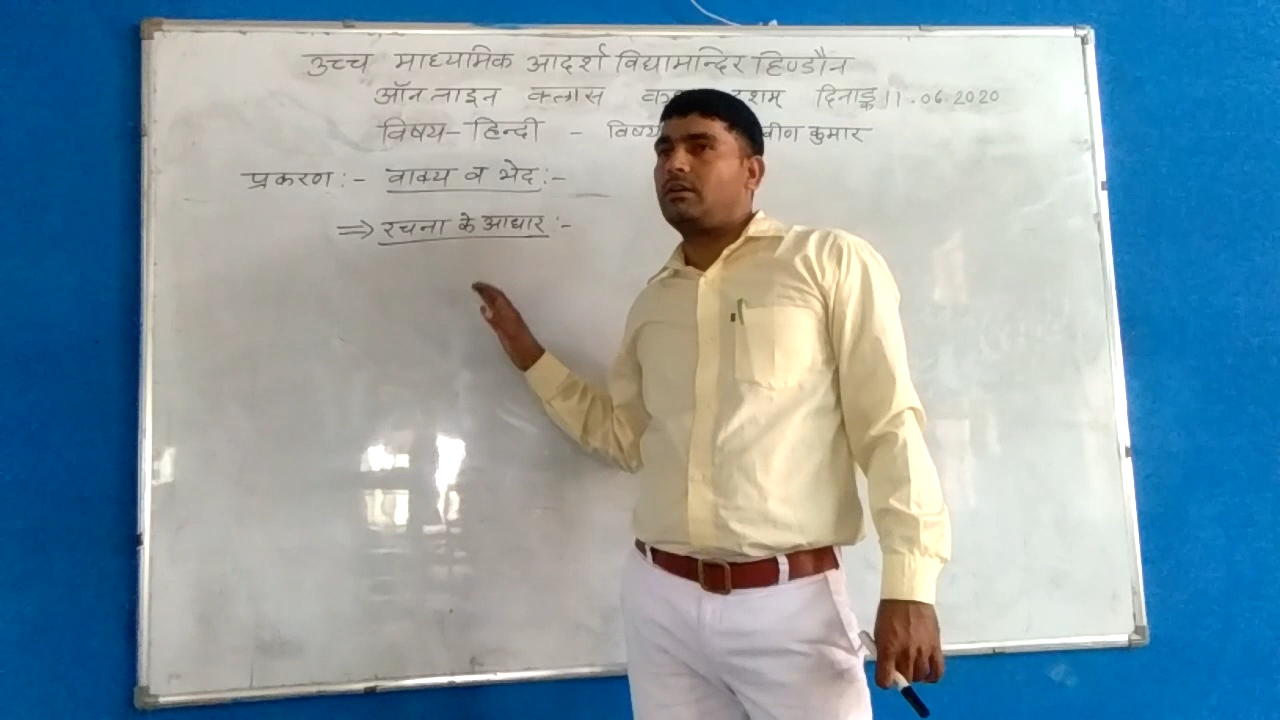 उच्च माध्यमिक आदर्श विद्यामन्दिर हिण्डौन
ऑनलाइन क्लास दिनाङ्क 11.06.2020
विषय-हिन्दी - कुमार
प्रकरण:- वाक्य व भेद:-
⇒ रचना के आधार:-